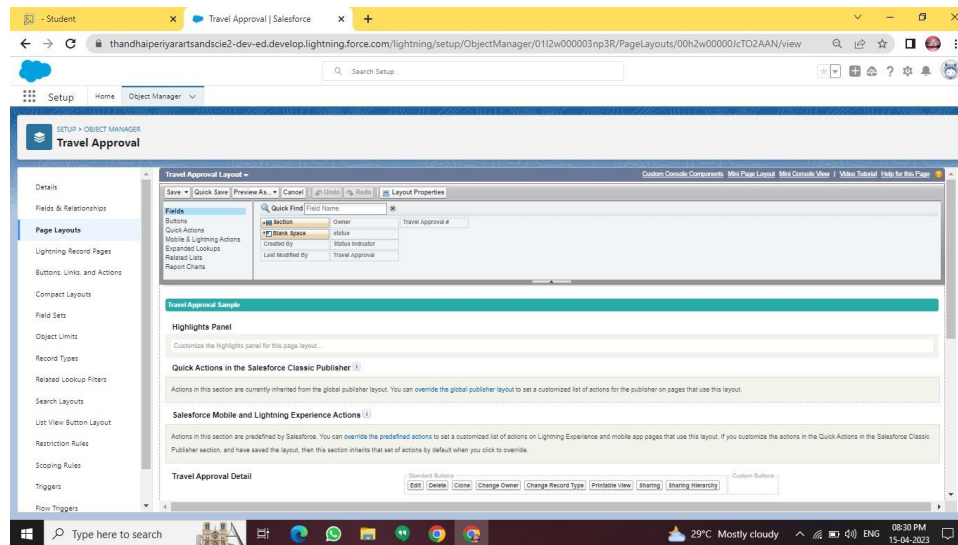 - Student
Travel Approval | Salesforce
thandhaiperiyarartsandscie2-dev-ed.develop.lightning.force.com/lightning/setup/ObjectManager/01I2w000003np3R/PageLayouts/00h2w00000JcTO2AAN/view
Search Setup
Setup Home Object Manager
SETUP > OBJECT MANAGER
Travel Approval
Details
Fields & Relationships
Page Layouts
Lightning Record Pages
Buttons, Links, and Actions
Compact Layouts
Field Sets
Object Limits
Record Types
Related Lookup Filters
Search Layouts
List View Button Layout
Restriction Rules
Scoping Rules
Triggers
Flow Triggers
Travel Approval Layout
Custom Console Components Mini Page Layout Mini Console View | Video Tutorial Help for this Page
Save Quick Save Preview As... Cancel Undo Redo Layout Properties
Fields
Buttons
Quick Actions
Mobile & Lightning Actions
Expanded Lookups
Related Lists
Report Charts
Quick Find Field Name
Section Owner Travel Approval #
Blank Space status
Created By Status Indicator
Last Modified By Travel Approval
Travel Approval Sample
Highlights Panel
Customize the highlights panel for this page layout...
Quick Actions in the Salesforce Classic Publisher
Actions in this section are currently inherited from the global publisher layout. You can override the global publisher layout to set a customized list of actions for the publisher on pages that use this layout.
Salesforce Mobile and Lightning Experience Actions
Actions in this section are predefined by Salesforce. You can override the predefined actions to set a customized list of actions on Lightning Experience and mobile app pages that use this layout. If you customize the actions in the Quick Actions in the Salesforce Classic
Publisher section, and have saved the layout, then this section inherits that set of actions by default when you click to override.
Travel Approval Detail
Standard Buttons
Edit Delete Clone Change Owner Change Record Type Printable View Sharing Sharing Hierarchy
Custom Buttons
Type here to search
29°C Mostly cloudy
ENG
08:30 PM
15-04-2023